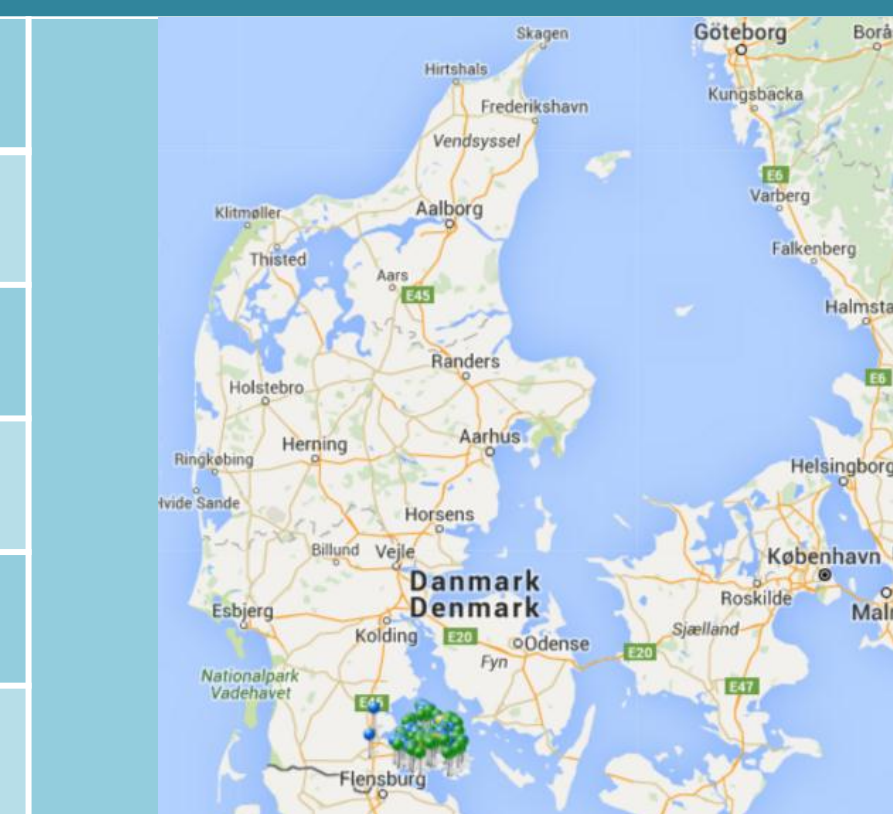 Skagen
Göteborg
Borå
Hirtshals
Kungsbacka
Frederikshavn
Vendsyssel
E6
Varberg
Klitmøller
Aalborg
Thisted
Falkenberg
Aars
E45
Halmsta
Randers
E6
Holstebro
Aarhus
Herning
Ringkøbing
Helsingborg
Hvide Sande
Horsens
Billund
Vejle
København
Danmark
Denmark
Roskilde
Esbjerg
Malm
Kolding
E20
Odense
Sjælland
E20
Fyn
Nationalpark
Vadehavet
E47
E45
Flensburg